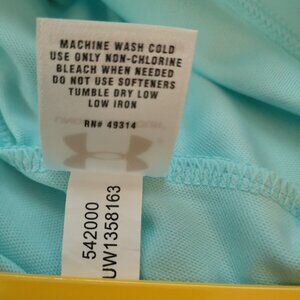 MACHINE WASH COLD
USE ONLY NON-CHLORINE
BLEACH WHEN NEEDED
DO NOT USE SOFTENERS
TUMBLE DRY LOW
LOW IRON
RN# 49314
542000
UW1358163